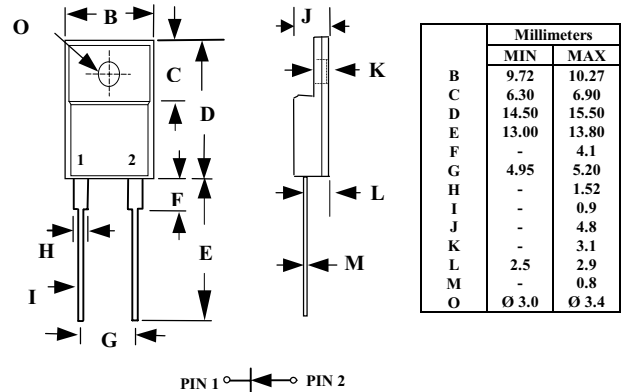 O
B
J
C
K
D
1 2
F
L
E
H
M
I
G
PIN 1 PIN 2
Millimeters
MIN MAX
B 9.72 10.27
C 6.30 6.90
D 14.50 15.50
E 13.00 13.80
F - 4.1
G 4.95 5.20
H - 1.52
I - 0.9
J - 4.8
K - 3.1
L 2.5 2.9
M - 0.8
O Ø 3.0 Ø 3.4